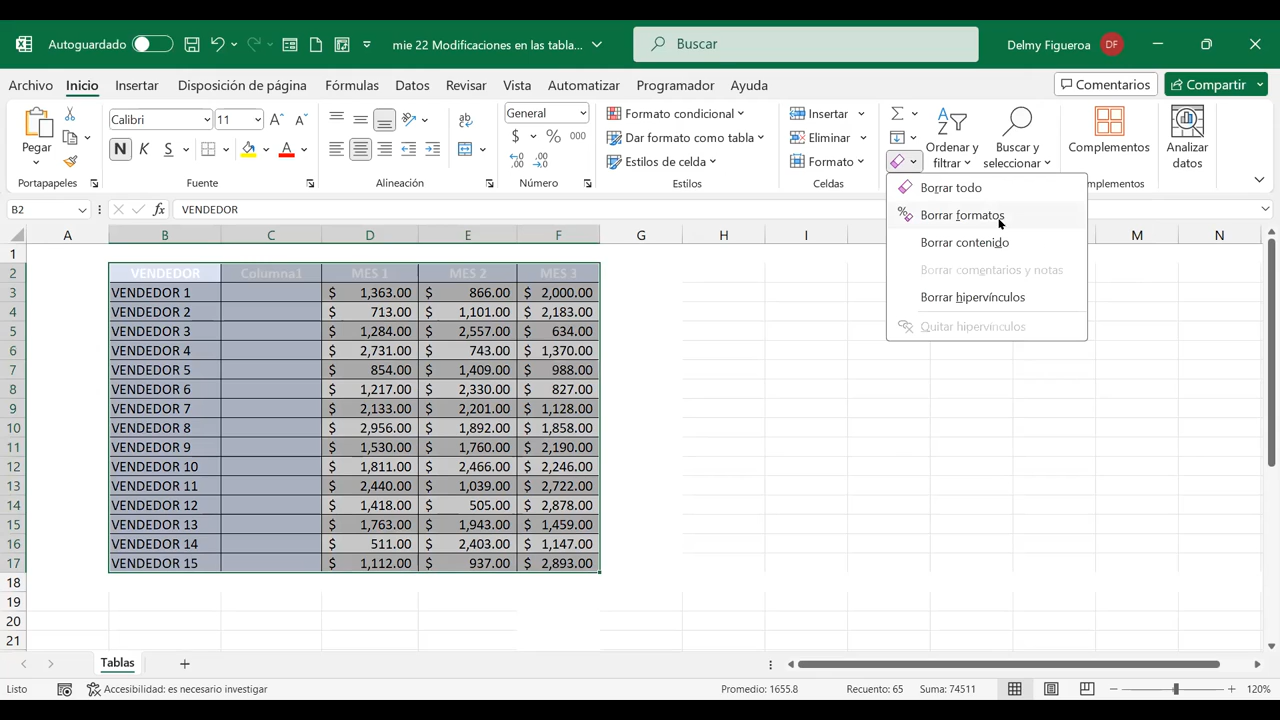 Autoguardado mie 22 Modificaciones en las tabla... Buscar Delmy Figueroa DF
Archivo Inicio Insertar Disposición de página Fórmulas Datos Revisar Vista Automatizar Programador Ayuda Comentarios Compartir
Pegar
Portapapeles
Calibri 11 A A
N K S A
Fuente
ab
Alineación
General
$ % 000
Número
Formato condicional
Dar formato como tabla
Estilos de celda
Estilos
Insertar
Eliminar
Formato
Celdas
Σ
Ordenar y
filtrar
Buscar y
seleccionar
Complementos
mplementos
Analizar
datos
Borrar todo
Borrar formatos
Borrar contenido
Borrar comentarios y notas
Borrar hipervínculos
Quitar hipervínculos
B2 fx VENDEDOR
A B C D E F G H I M N
1
2 VENDEDOR Columna1 MES 1 MES 2 MES 3
3 VENDEDOR 1 $ 1,363.00 $ 866.00 $ 2,000.00
4 VENDEDOR 2 $ 713.00 $ 1,101.00 $ 2,183.00
5 VENDEDOR 3 $ 1,284.00 $ 2,557.00 $ 634.00
6 VENDEDOR 4 $ 2,731.00 $ 743.00 $ 1,370.00
7 VENDEDOR 5 $ 854.00 $ 1,409.00 $ 988.00
8 VENDEDOR 6 $ 1,217.00 $ 2,330.00 $ 827.00
9 VENDEDOR 7 $ 2,133.00 $ 2,201.00 $ 1,128.00
10 VENDEDOR 8 $ 2,956.00 $ 1,892.00 $ 1,858.00
11 VENDEDOR 9 $ 1,530.00 $ 1,760.00 $ 2,190.00
12 VENDEDOR 10 $ 1,811.00 $ 2,466.00 $ 2,246.00
13 VENDEDOR 11 $ 2,440.00 $ 1,039.00 $ 2,722.00
14 VENDEDOR 12 $ 1,418.00 $ 505.00 $ 2,878.00
15 VENDEDOR 13 $ 1,763.00 $ 1,943.00 $ 1,459.00
16 VENDEDOR 14 $ 511.00 $ 2,403.00 $ 1,147.00
17 VENDEDOR 15 $ 1,112.00 $ 937.00 $ 2,893.00
18
19
20
21
Tablas
Listo Accesibilidad: es necesario investigar Promedio: 1655.8 Recuento: 65 Suma: 74511 120%